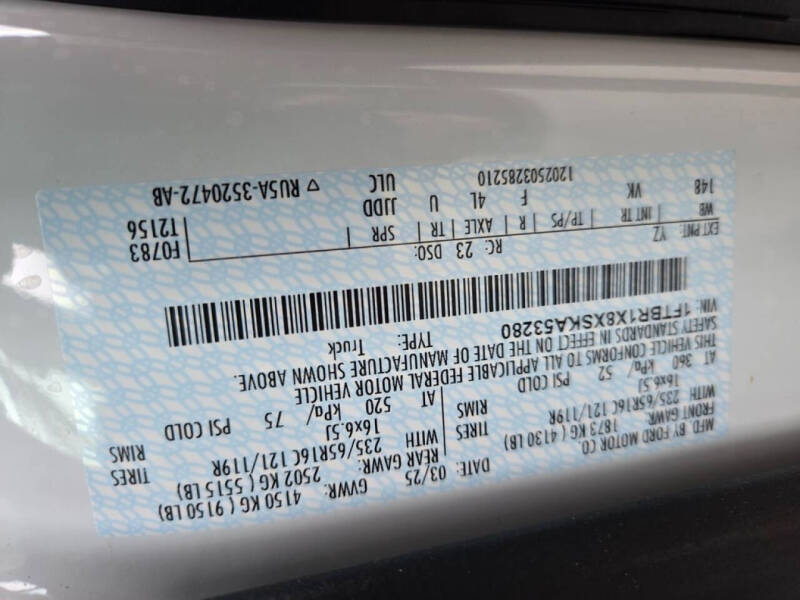 MFD. BY FORD MOTOR CO
DATE: 03/25 GVWR: 4150 KG ( 9150 LB)
FRONT GAWR: REAR GAWR:
1873 KG ( 4130 LB) 2502 KG ( 5515 LB)
WITH TIRES WITH TIRES
235/65R16C 121/119R 235/65R16C 121/119R
16x6.5J RIMS 16x6.5J RIMS
AT 360 kPa/ 52 PSI COLD AT 520 kPa/ 75 PSI COLD
THIS VEHICLE CONFORMS TO ALL APPLICABLE FEDERAL MOTOR VEHICLE
SAFETY STANDARDS IN EFFECT ON THE DATE OF MANUFACTURE SHOWN ABOVE.
VIN: 1FTBR1X8XSKA53280 TYPE: Truck
EXT PNT: YZ RC: 23 DSO: F0783
WB | INT TR | TP/PS | R | AXLE | TR | SPR | T2156
148 VK F 4L U JJDD
1202503285210 ULC ▽ RU5A-3520472-AB